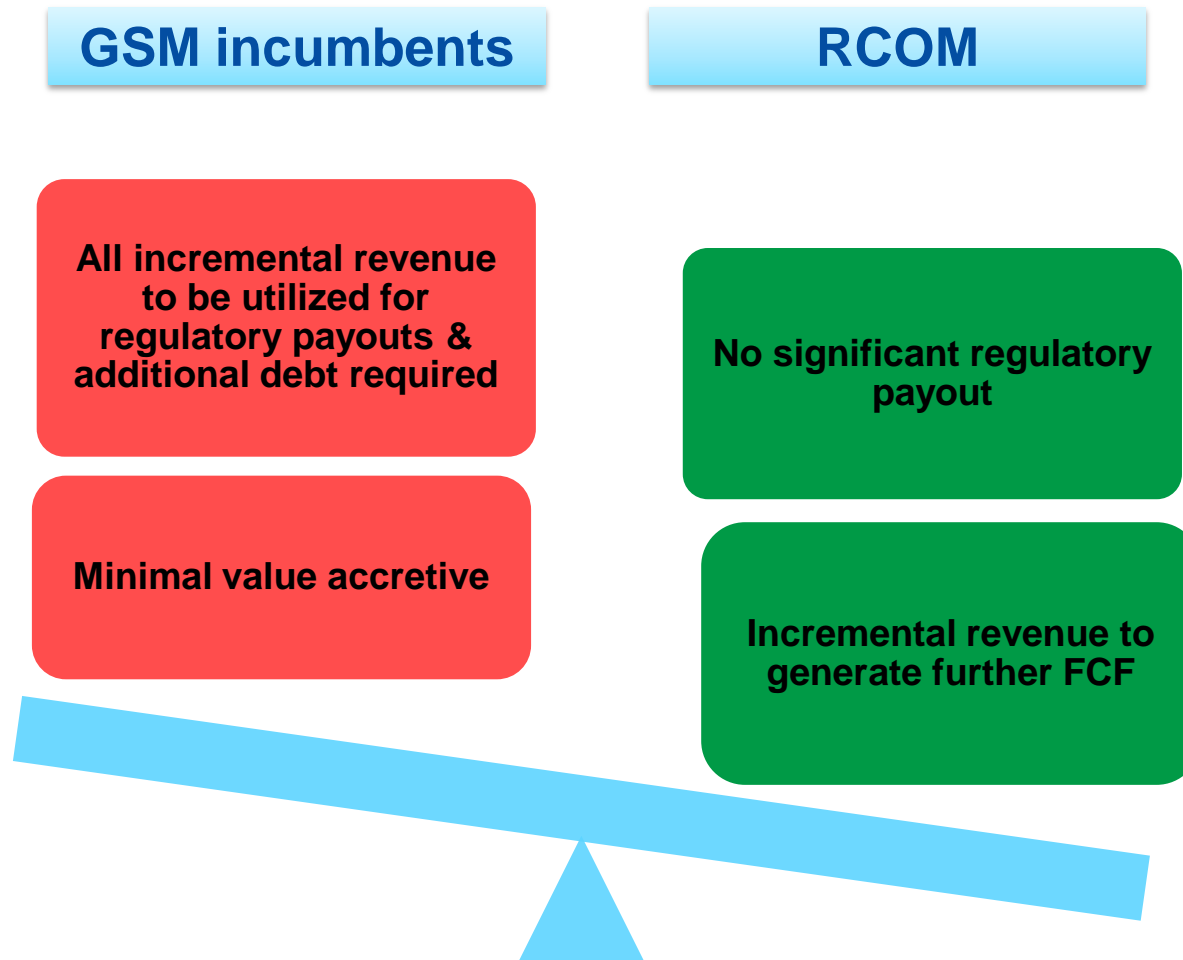 GSM incumbents
RCOM
All incremental revenue
to be utilized for
regulatory payouts &
additional debt required
Minimal value accretive
No significant regulatory
payout
Incremental revenue to
generate further FCF